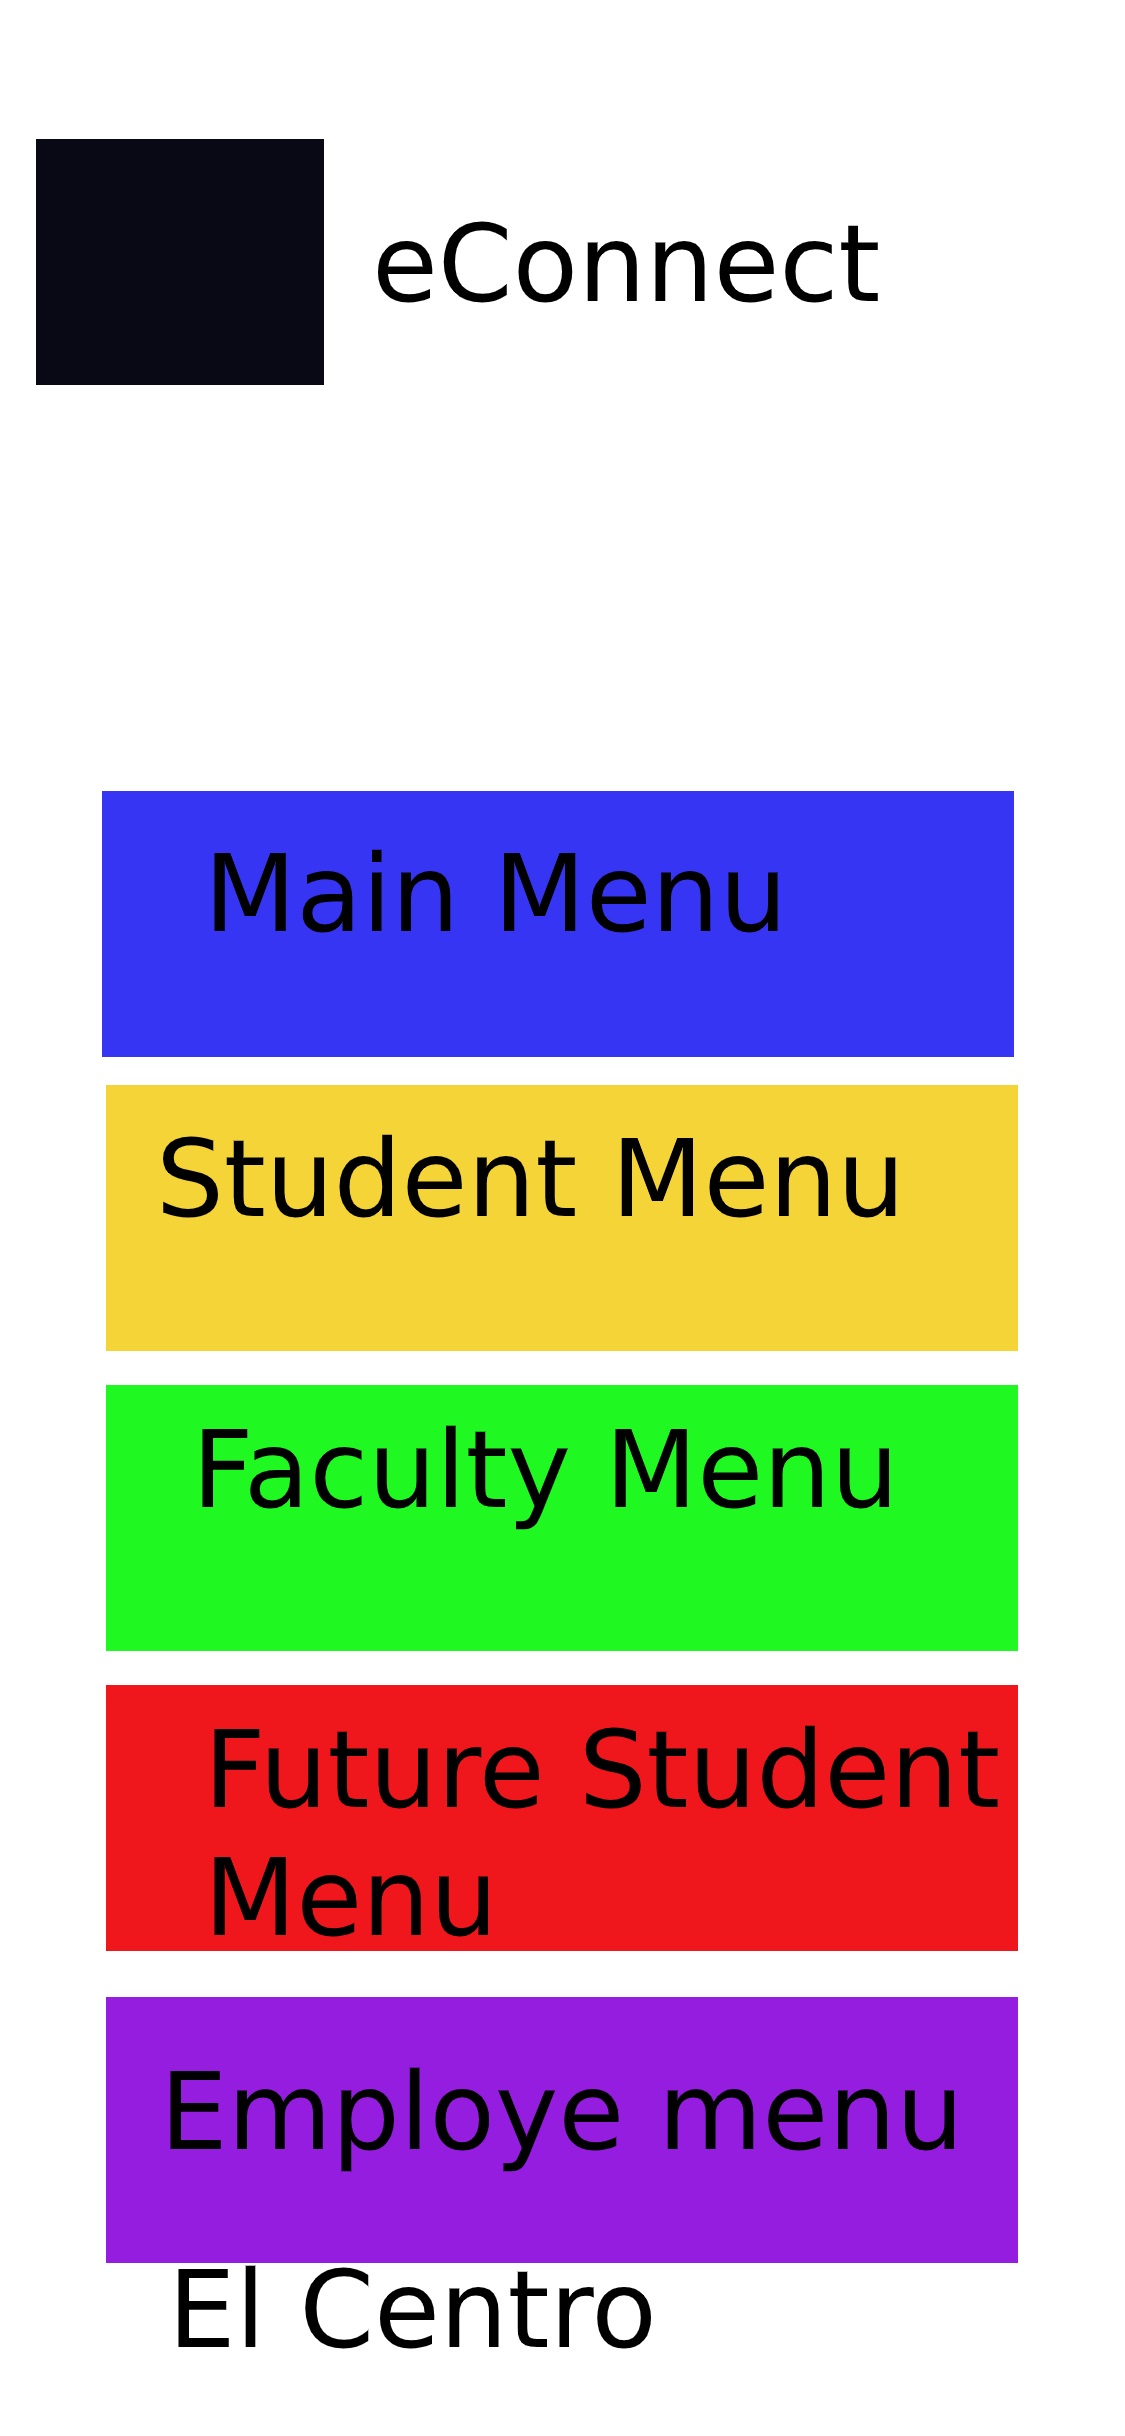 eConnect
Main Menu
Student Menu
Faculty Menu
Future Student
Menu
Employe menu
El Centro